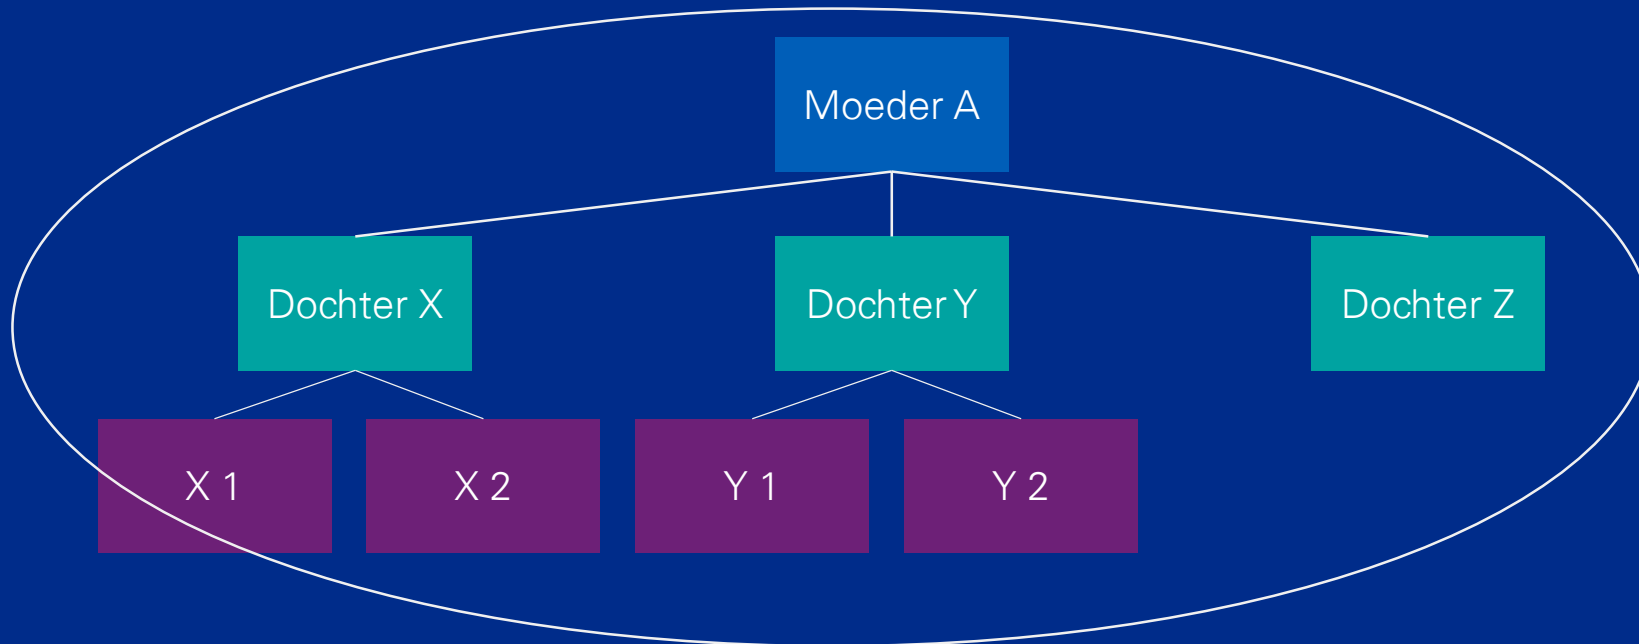 Moeder A
Dochter X
Dochter Y
Dochter Z
X 1
X 2
Y 1
Y 2